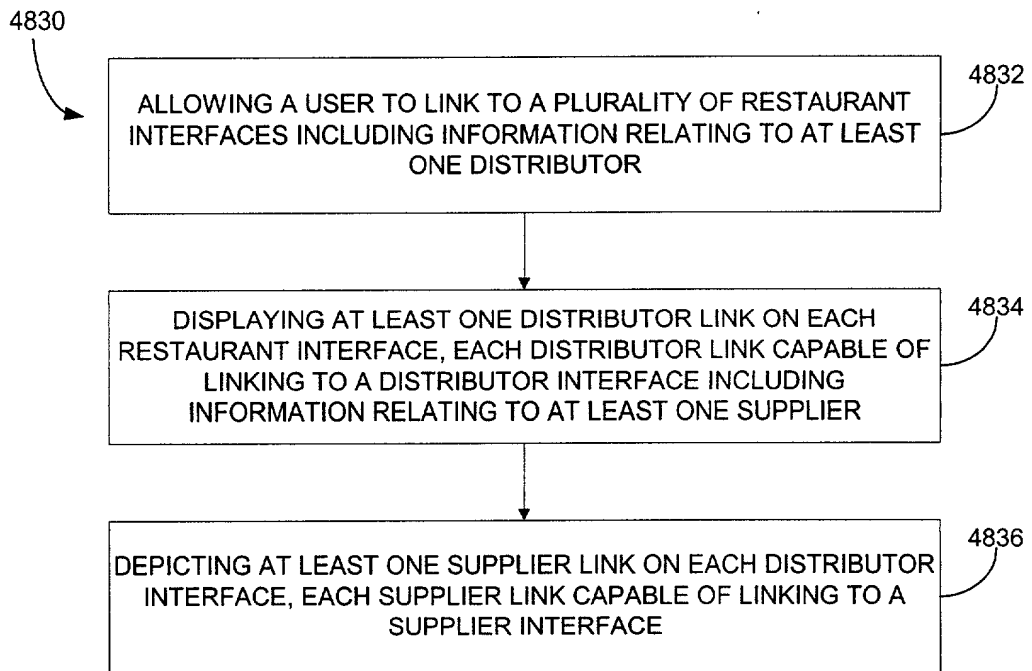 4830
4832
ALLOWING A USER TO LINK TO A PLURALITY OF RESTAURANT
INTERFACES INCLUDING INFORMATION RELATING TO AT LEAST
ONE DISTRIBUTOR
4834
DISPLAYING AT LEAST ONE DISTRIBUTOR LINK ON EACH
RESTAURANT INTERFACE, EACH DISTRIBUTOR LINK CAPABLE OF
LINKING TO A DISTRIBUTOR INTERFACE INCLUDING
INFORMATION RELATING TO AT LEAST ONE SUPPLIER
4836
DEPICTING AT LEAST ONE SUPPLIER LINK ON EACH DISTRIBUTOR
INTERFACE, EACH SUPPLIER LINK CAPABLE OF LINKING TO A
SUPPLIER INTERFACE